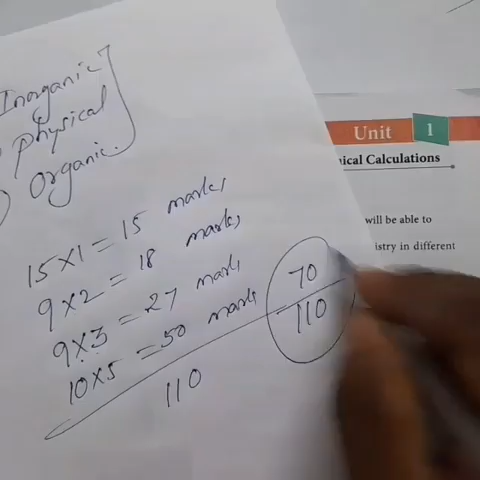 Inorganic
Physical
Organic.
15×1 = 15 marks,
9×2 = 18 marks,
9×3 = 27 marks,
10×5 = 50 marks
110
70
110
Unit 1
ical Calculations
will be able to
istry in different